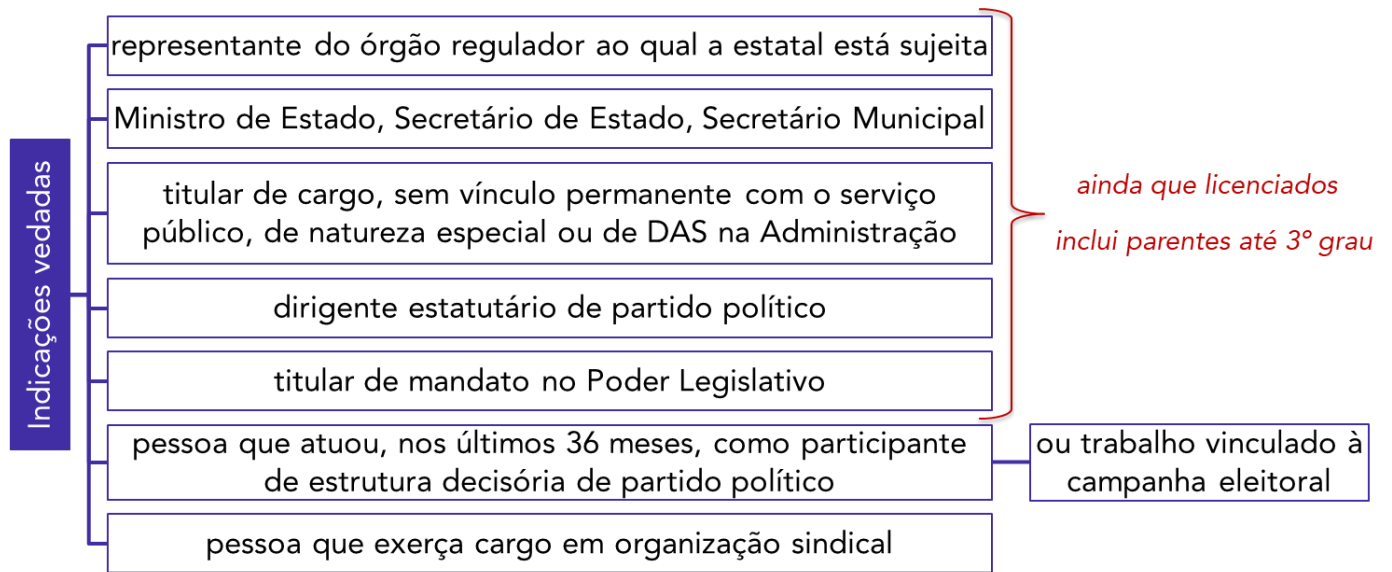 Indicações vedadas
representante do órgão regulador ao qual a estatal está sujeita
Ministro de Estado, Secretário de Estado, Secretário Municipal
titular de cargo, sem vínculo permanente com o serviço
público, de natureza especial ou de DAS na Administração
dirigente estatutário de partido político
titular de mandato no Poder Legislativo
ainda que licenciados
inclui parentes até 3º grau
pessoa que atuou, nos últimos 36 meses, como participante
de estrutura decisória de partido político
ou trabalho vinculado à
campanha eleitoral
pessoa que exerça cargo em organização sindical